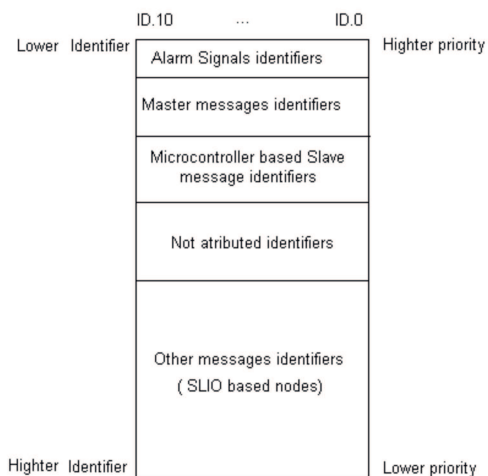 ID.10 ... ID.0
Lower Identifier
Highter priority
Alarm Signals identifiers
Master messages identifiers
Microcontroller based Slave
message identifiers
Not atributed identifiers
Other messages identifiers
( SLIO based nodes)
Highter Identifier
Lower priority